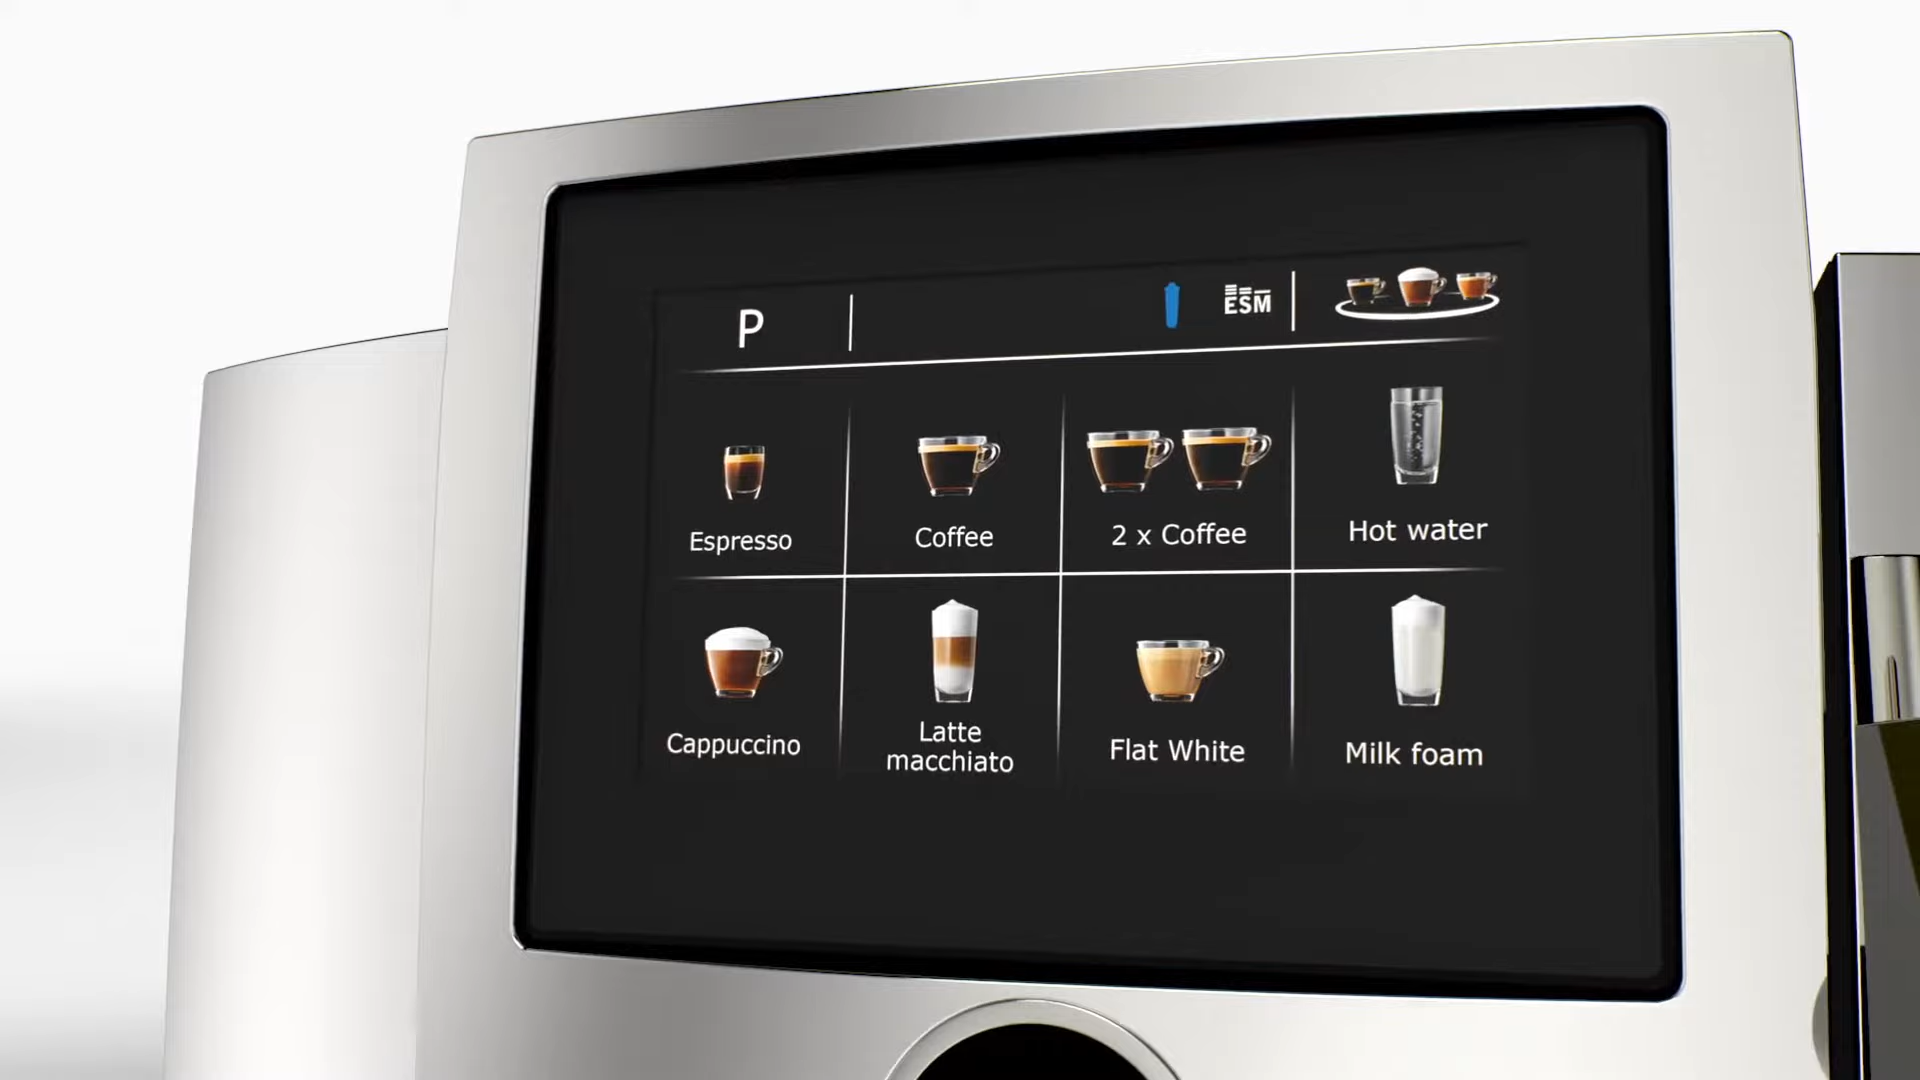 P
ESM
Espresso
Coffee
2 x Coffee
Hot water
Cappuccino
Latte
macchiato
Flat White
Milk foam